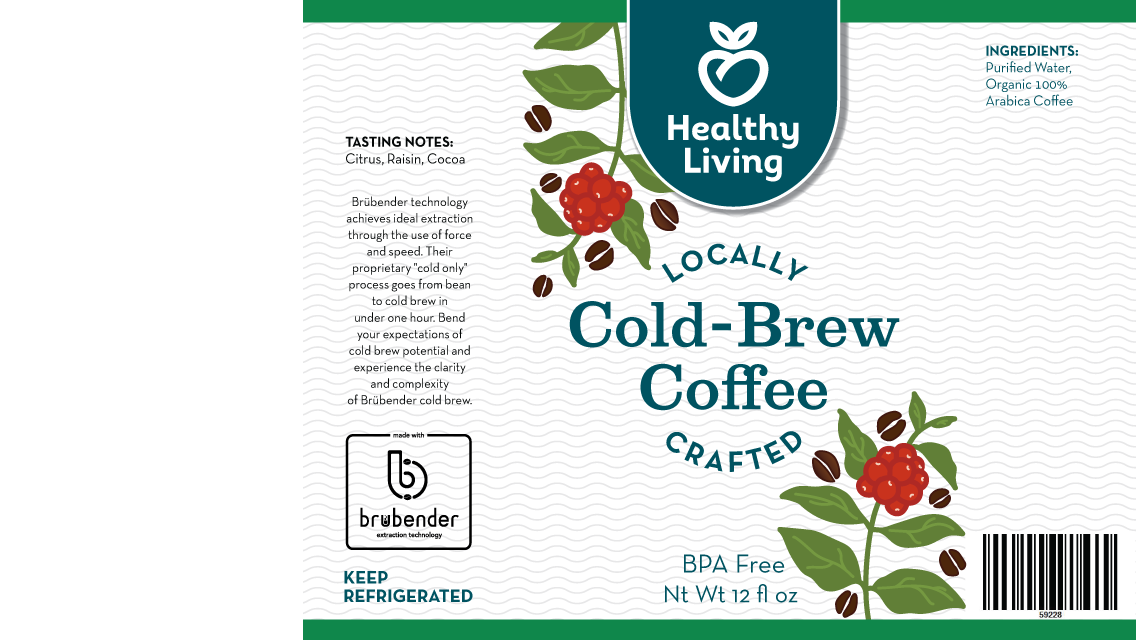 TASTING NOTES:
Citrus, Raisin, Cocoa
Brübender technology
achieves ideal extraction
through the use of force
and speed. Their
proprietary "cold only"
process goes from bean
to cold brew in
under one hour. Bend
your expectations of
cold brew potential and
experience the clarity
and complexity
of Brübender cold brew.
made with
brübender
extraction technology
KEEP
REFRIGERATED
Healthy
Living
LOCALLY
Cold-Brew
Coffee
CRAFTED
BPA Free
Nt Wt 12 fl oz
INGREDIENTS:
Purified Water,
Organic 100%
Arabica Coffee
59228